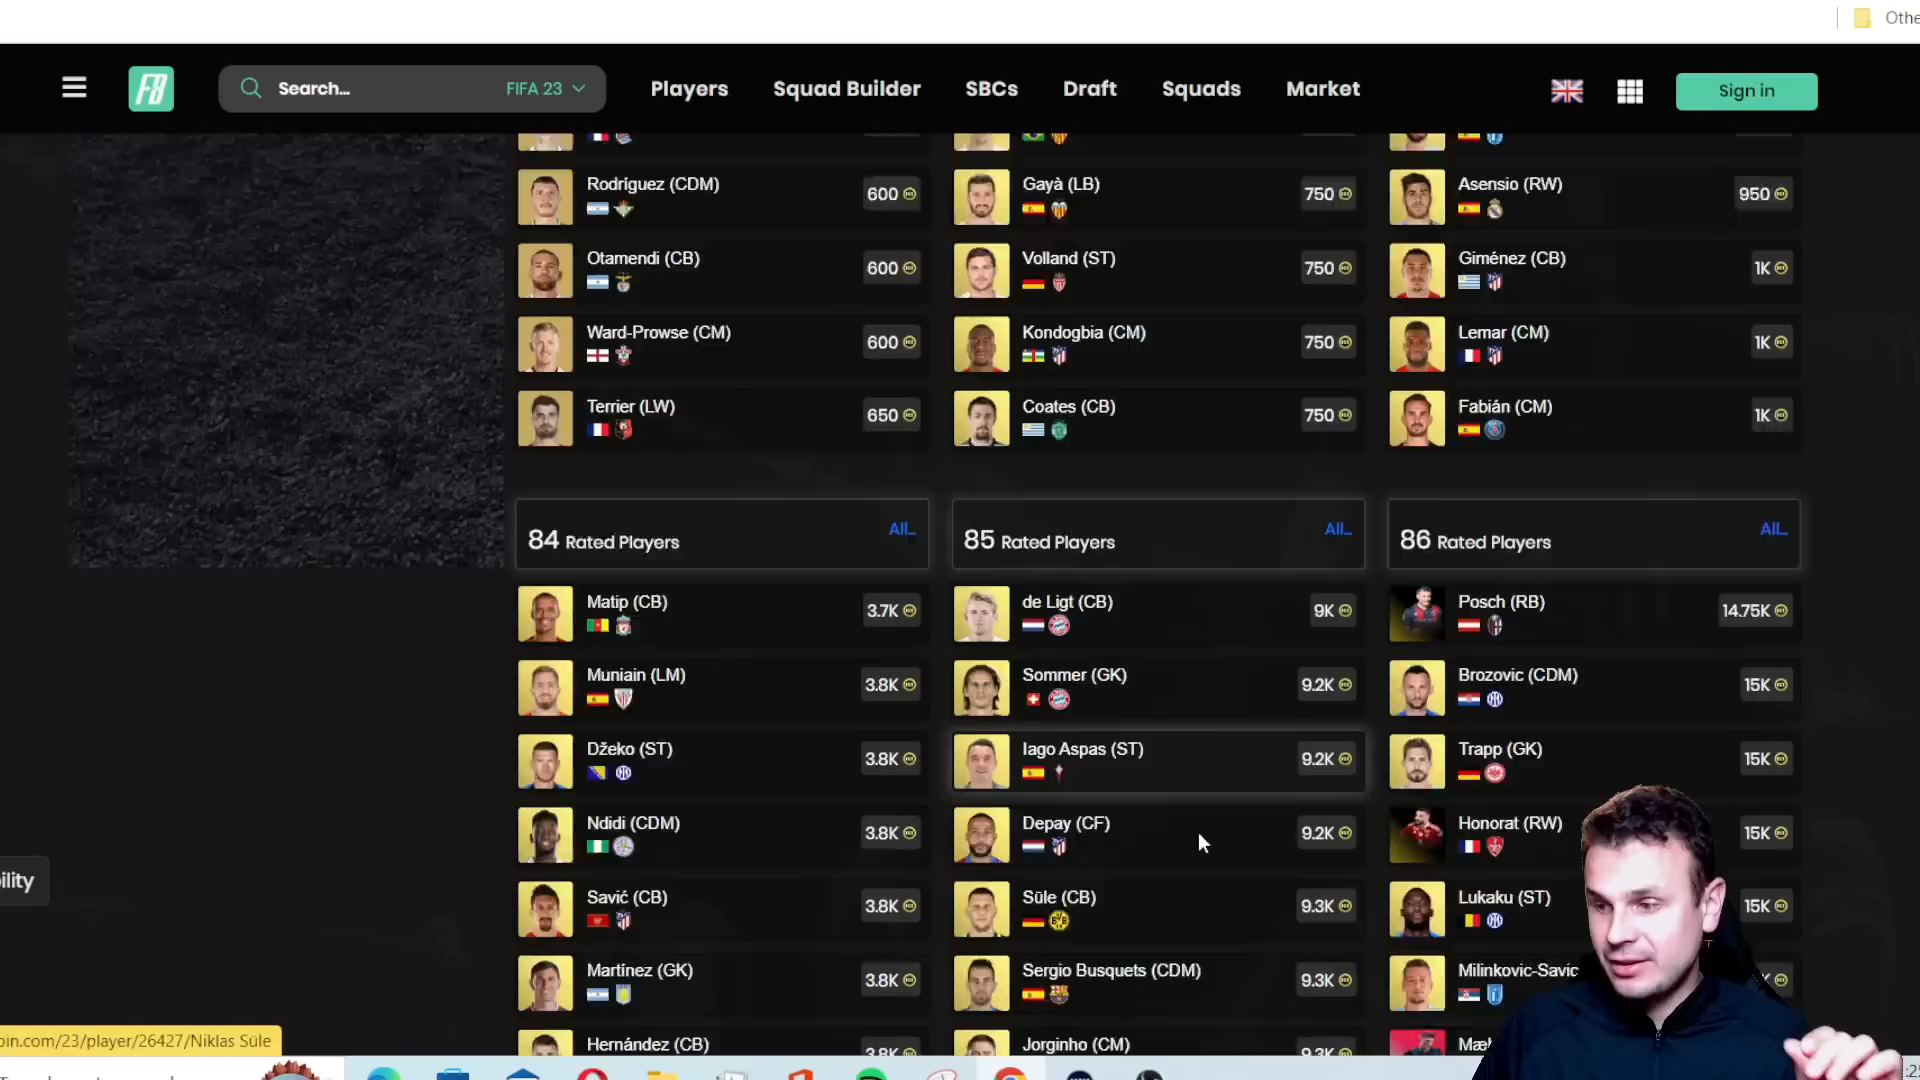 Othe
F8
Search...
FIFA 23
Players
Squad Builder
SBCs
Draft
Squads
Market
Sign in
Rodríguez (CDM)
600
Gayà (LB)
750
Asensio (RW)
950
Otamendi (CB)
600
Volland (ST)
750
Giménez (CB)
1K
Ward-Prowse (CM)
600
Kondogbia (CM)
750
Lemar (CM)
1K
Terrier (LW)
650
Coates (CB)
750
Fabián (CM)
1K
84 Rated Players
All...
85 Rated Players
All...
86 Rated Players
All...
Matip (CB)
3.7K
de Ligt (CB)
9K
Posch (RB)
14.75K
Muniain (LM)
3.8K
Sommer (GK)
9.2K
Brozovic (CDM)
15K
Džeko (ST)
3.8K
Iago Aspas (ST)
9.2K
Trapp (GK)
15K
Ndidi (CDM)
3.8K
Depay (CF)
9.2K
Honorat (RW)
15K
ility
Savić (CB)
3.8K
Süle (CB)
9.3K
Lukaku (ST)
15K
Martínez (GK)
3.8K
Sergio Busquets (CDM)
9.3K
Milinkovic-Savic
K
Hernández (CB)
3.8K
Jorginho (CM)
9.3K
bin.com/23/player/26427/Niklas Süle